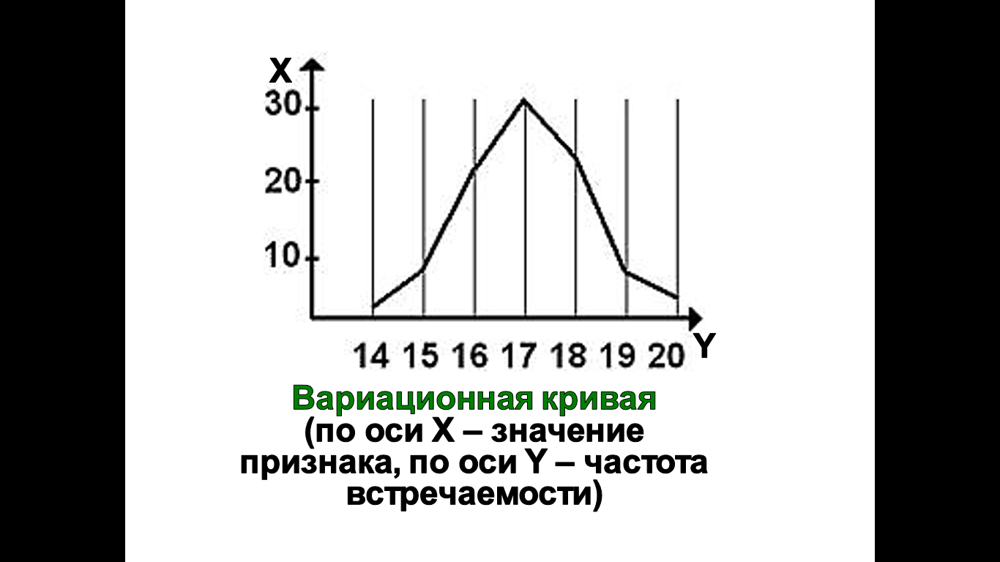 X
30
20
10
14 15 16 17 18 19 20 Y
Вариационная кривая
(по оси X – значение
признака, по оси Y – частота
встречаемости)